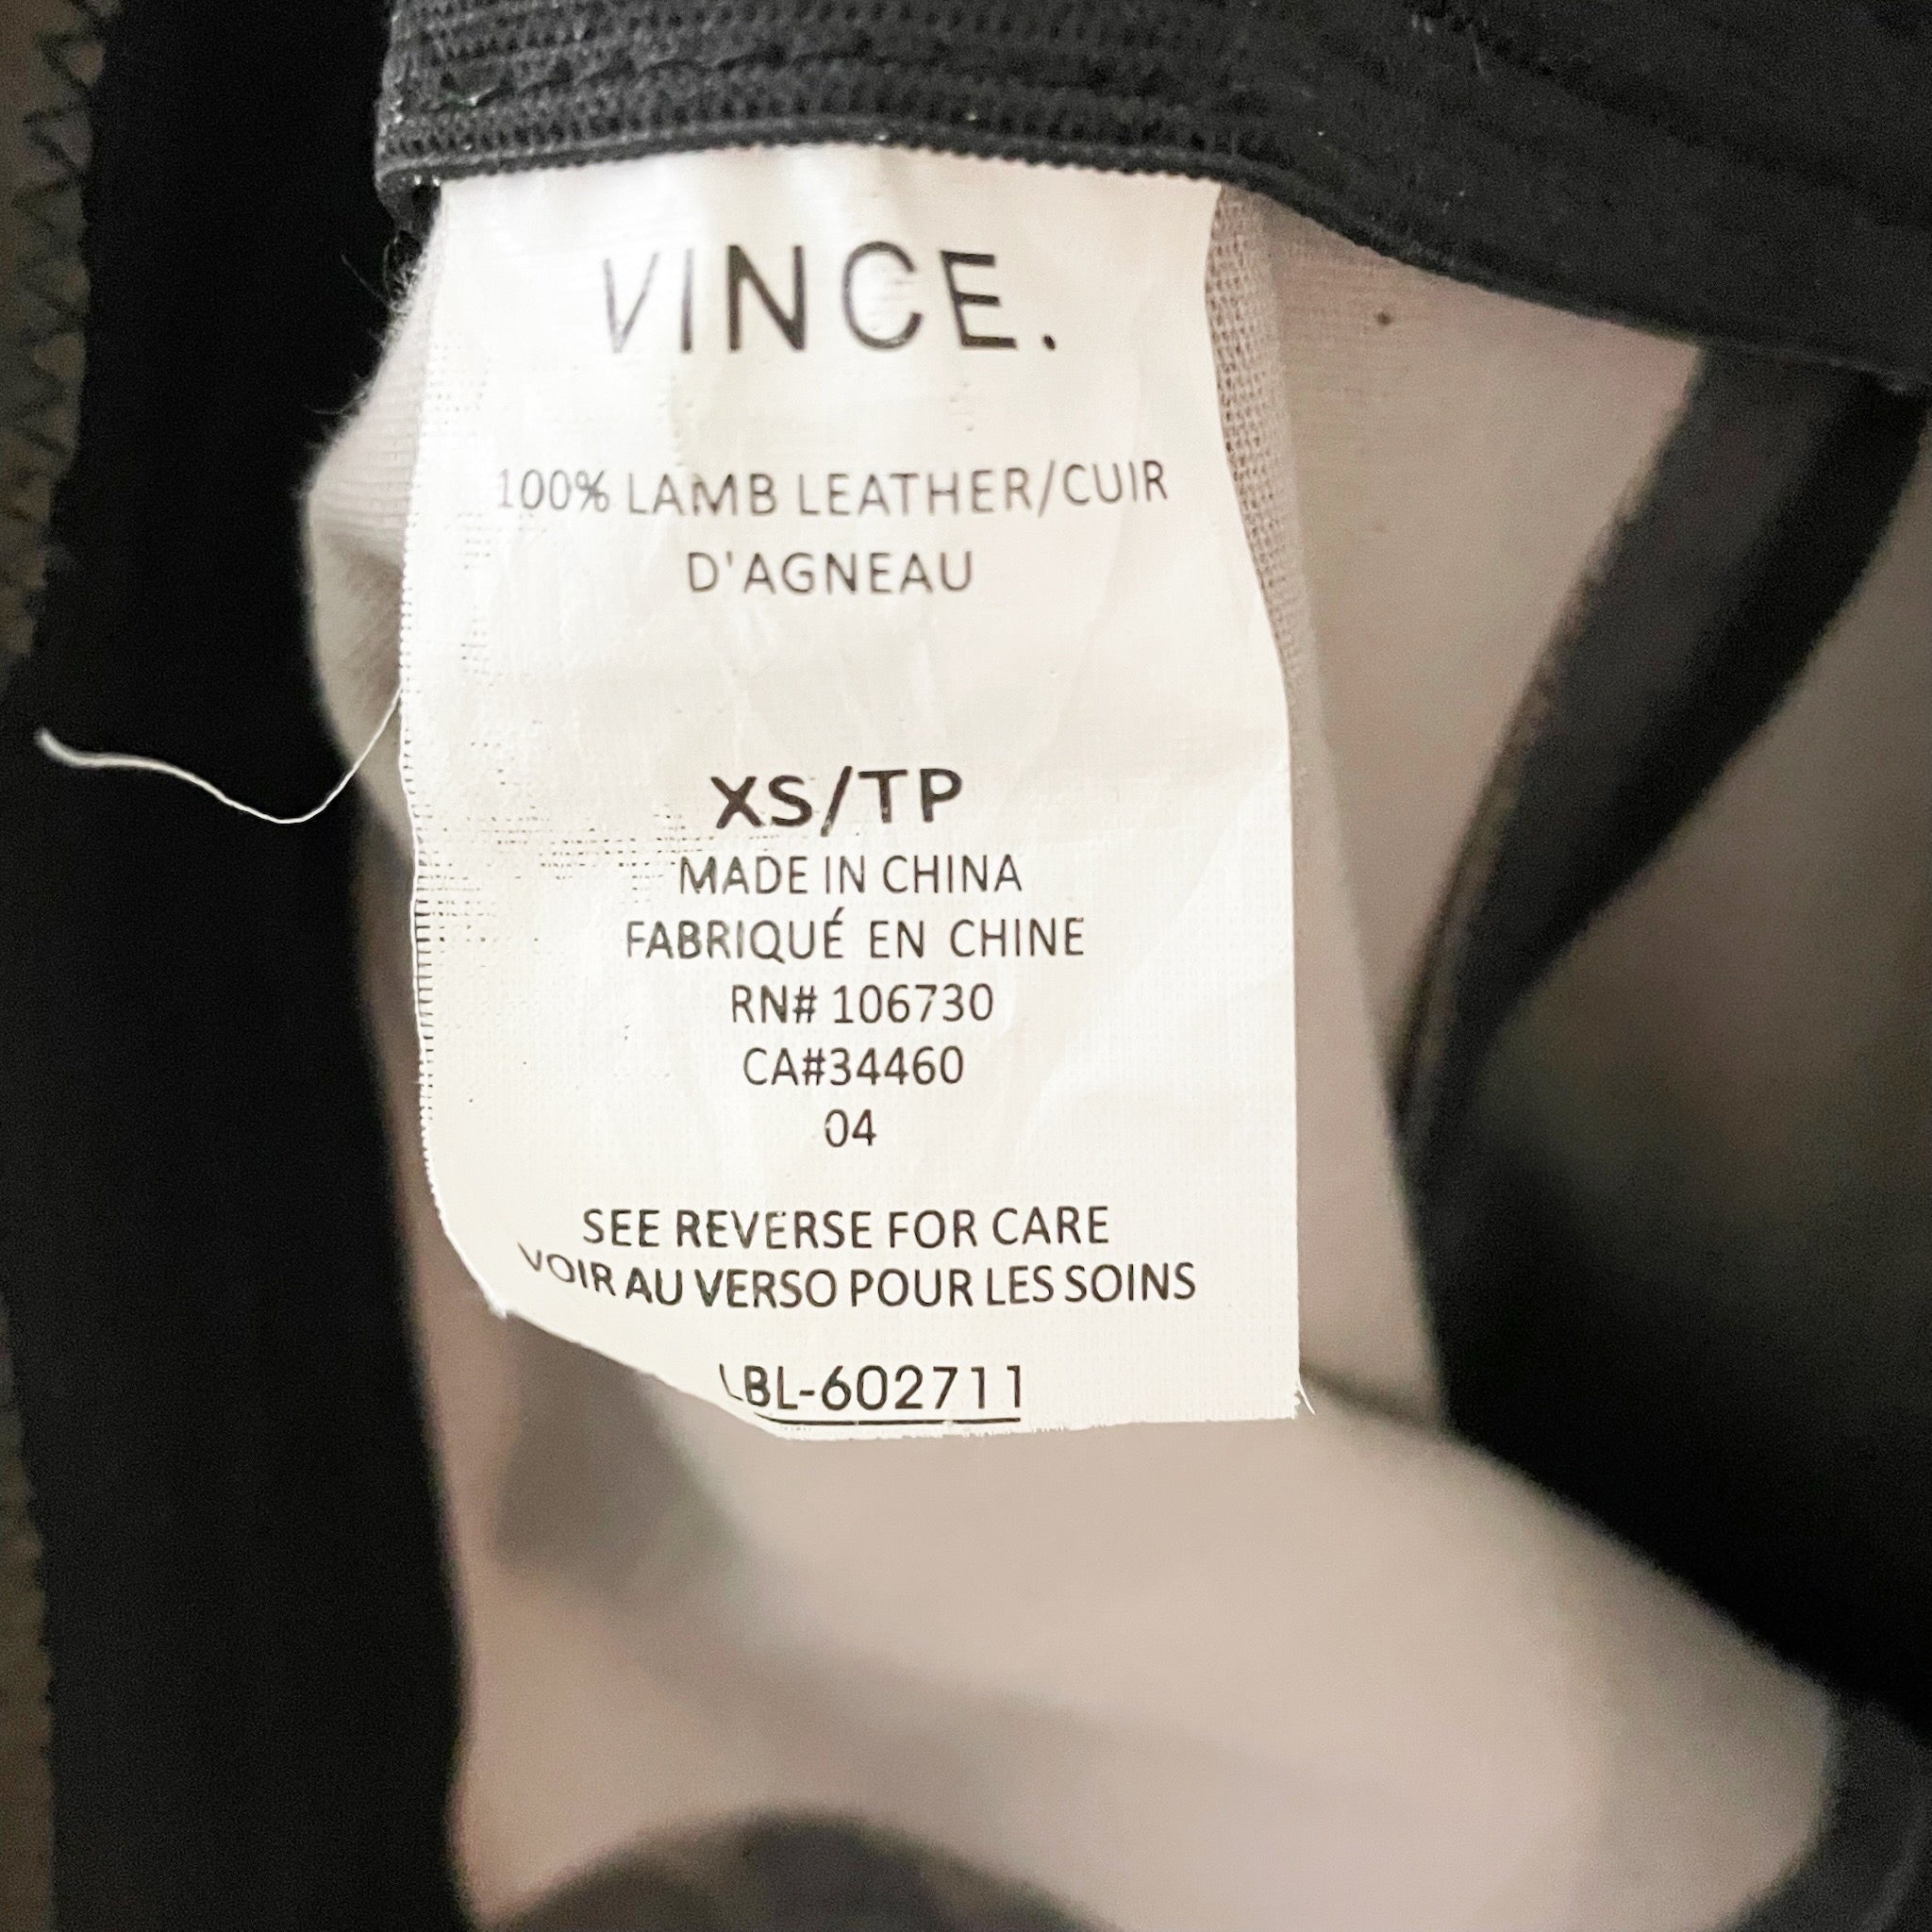 VINCE.
100% LAMB LEATHER/CUIR
D'AGNEAU
XS/TP
MADE IN CHINA
FABRIQUÉ EN CHINE
RN# 106730
CA#34460
04
SEE REVERSE FOR CARE
VOIR AU VERSO POUR LES SOINS
LBL-602711